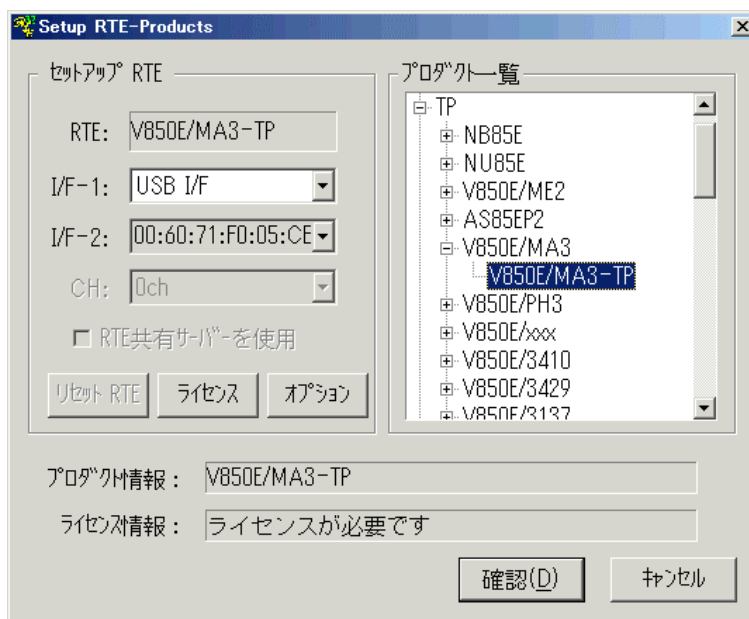 Setup RTE-Products
ｾｯﾄｱｯﾌﾟ RTE
RTE: V850E/MA3-TP
I/F-1: USB I/F
I/F-2: 00:60:71:F0:05:CE
CH: 0ch
RTE共有ｻｰﾊﾞｰを使用
ﾘｾｯﾄ RTE
ﾗｲｾﾝｽ
ｵﾌﾟｼｮﾝ
ﾌﾟﾛﾀﾞｸﾄ一覧
TP
NB85E
NU85E
V850E/ME2
AS85EP2
V850E/MA3
V850E/MA3-TP
V850E/PH3
V850E/xxx
V850E/3410
V850E/3429
V850E/3137
ﾌﾟﾛﾀﾞｸﾄ情報： V850E/MA3-TP
ﾗｲｾﾝｽ情報： ライセンスが必要です
確認(D)
ｷｬﾝｾﾙ